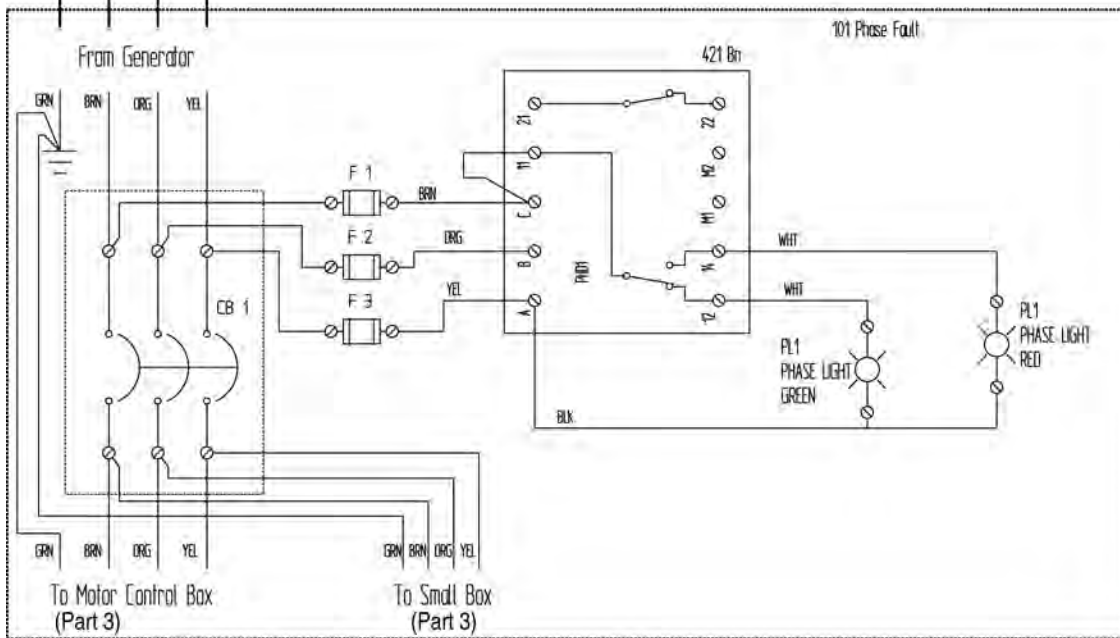 101 Phase Fault
From Generator
421 Bn
GRN
BRN
ORG
YEL
21
22
11
M2
F 1
BRN
C
M1
F 2
ORG
B
PHD1
14
WHT
F 3
YEL
A
12
WHT
CB 1
PL1
PHASE LIGHT
RED
PL1
PHASE LIGHT
GREEN
BLK
GRN
BRN
ORG
YEL
GRN
BRN
ORG
YEL
To Motor Control Box
(Part 3)
To Small Box
(Part 3)